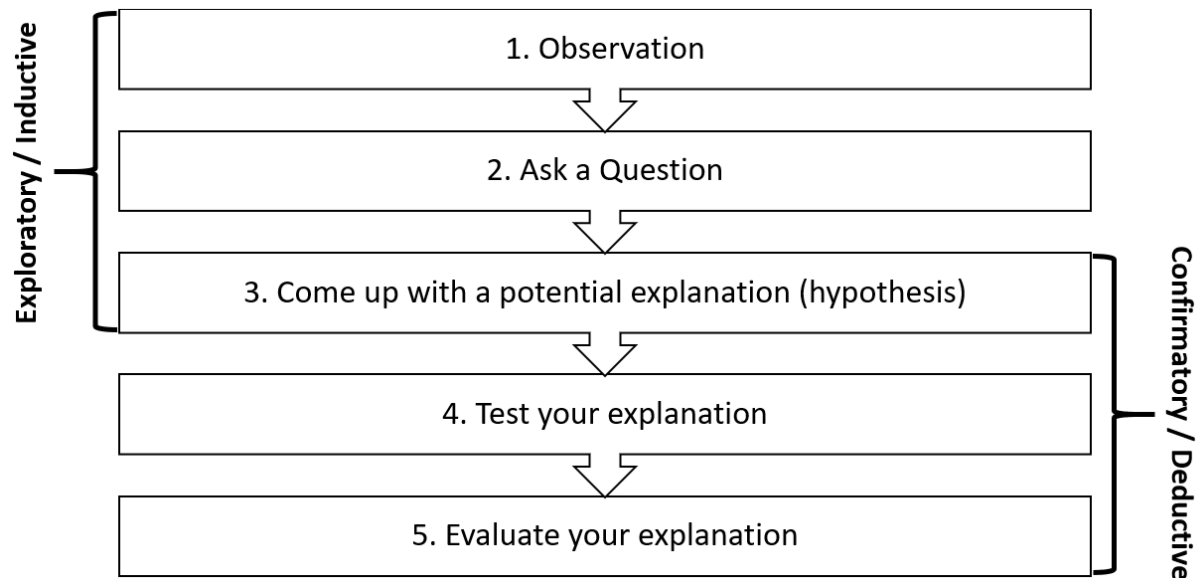 Exploratory / Inductive
1. Observation
2. Ask a Question
3. Come up with a potential explanation (hypothesis)
4. Test your explanation
5. Evaluate your explanation
Confirmatory / Deductive